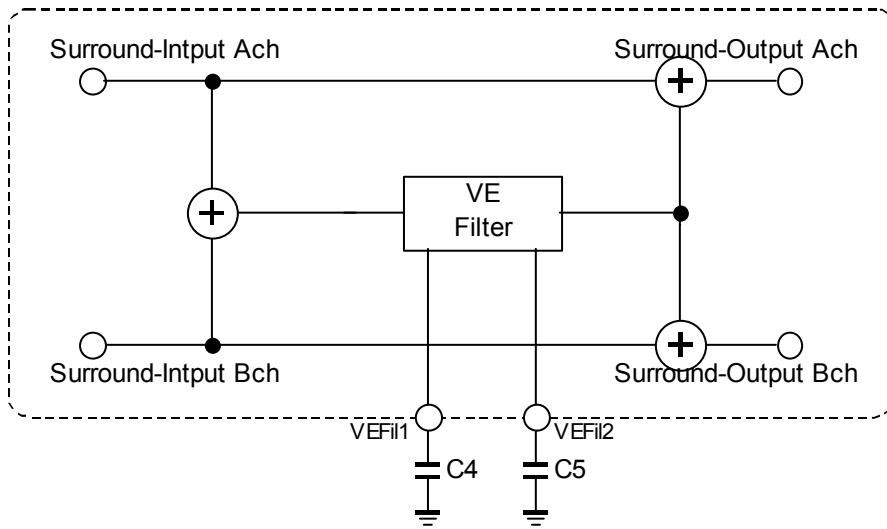 Surround-Intput Ach
Surround-Output Ach
+
+
VE
Filter
+
Surround-Intput Bch
Surround-Output Bch
VEFil1
VEFil2
C4
C5